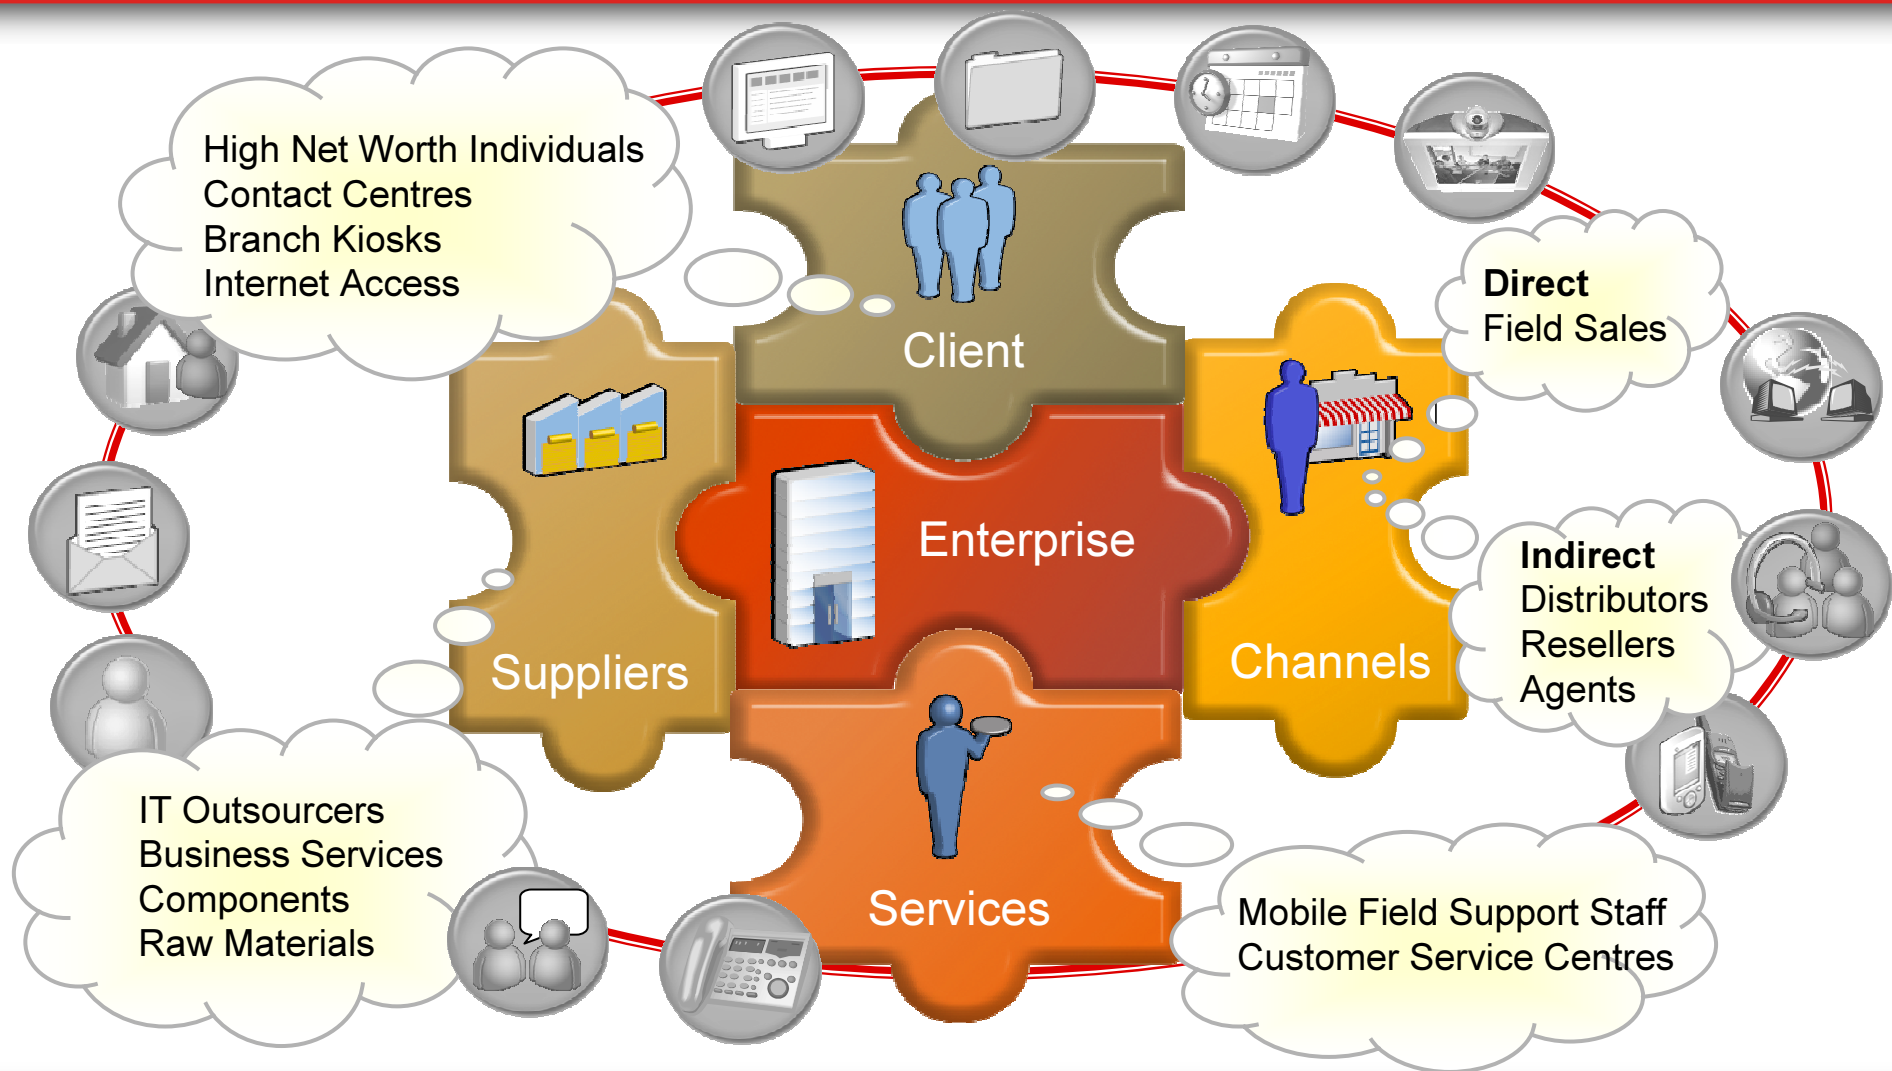 High Net Worth Individuals
Contact Centres
Branch Kiosks
Internet Access
Client
Direct
Field Sales
Enterprise
Suppliers
Channels
Indirect
Distributors
Resellers
Agents
IT Outsourcers
Business Services
Components
Raw Materials
Services
Mobile Field Support Staff
Customer Service Centres